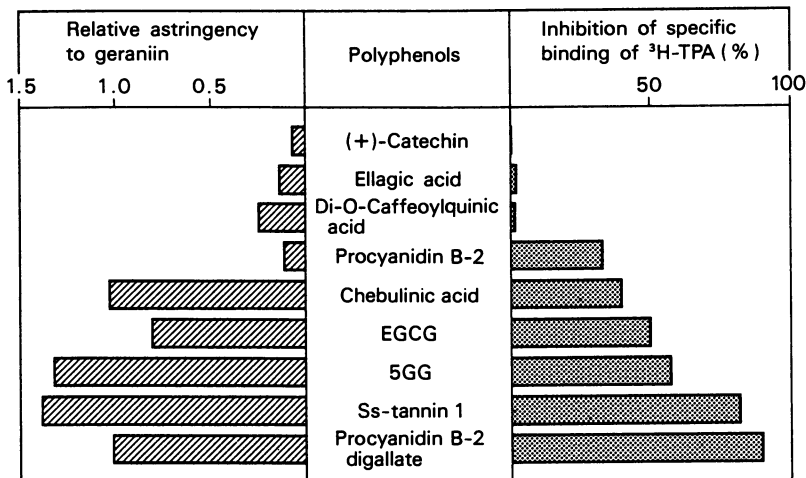 Relative astringency
to geraniin
Polyphenols
Inhibition of specific
binding of ³H-TPA (%)
1.5 1.0 0.5
50 100
(+)-Catechin
Ellagic acid
Di-O-Caffeoylquinic
acid
Procyanidin B-2
Chebulinic acid
EGCG
5GG
Ss-tannin 1
Procyanidin B-2
digallate